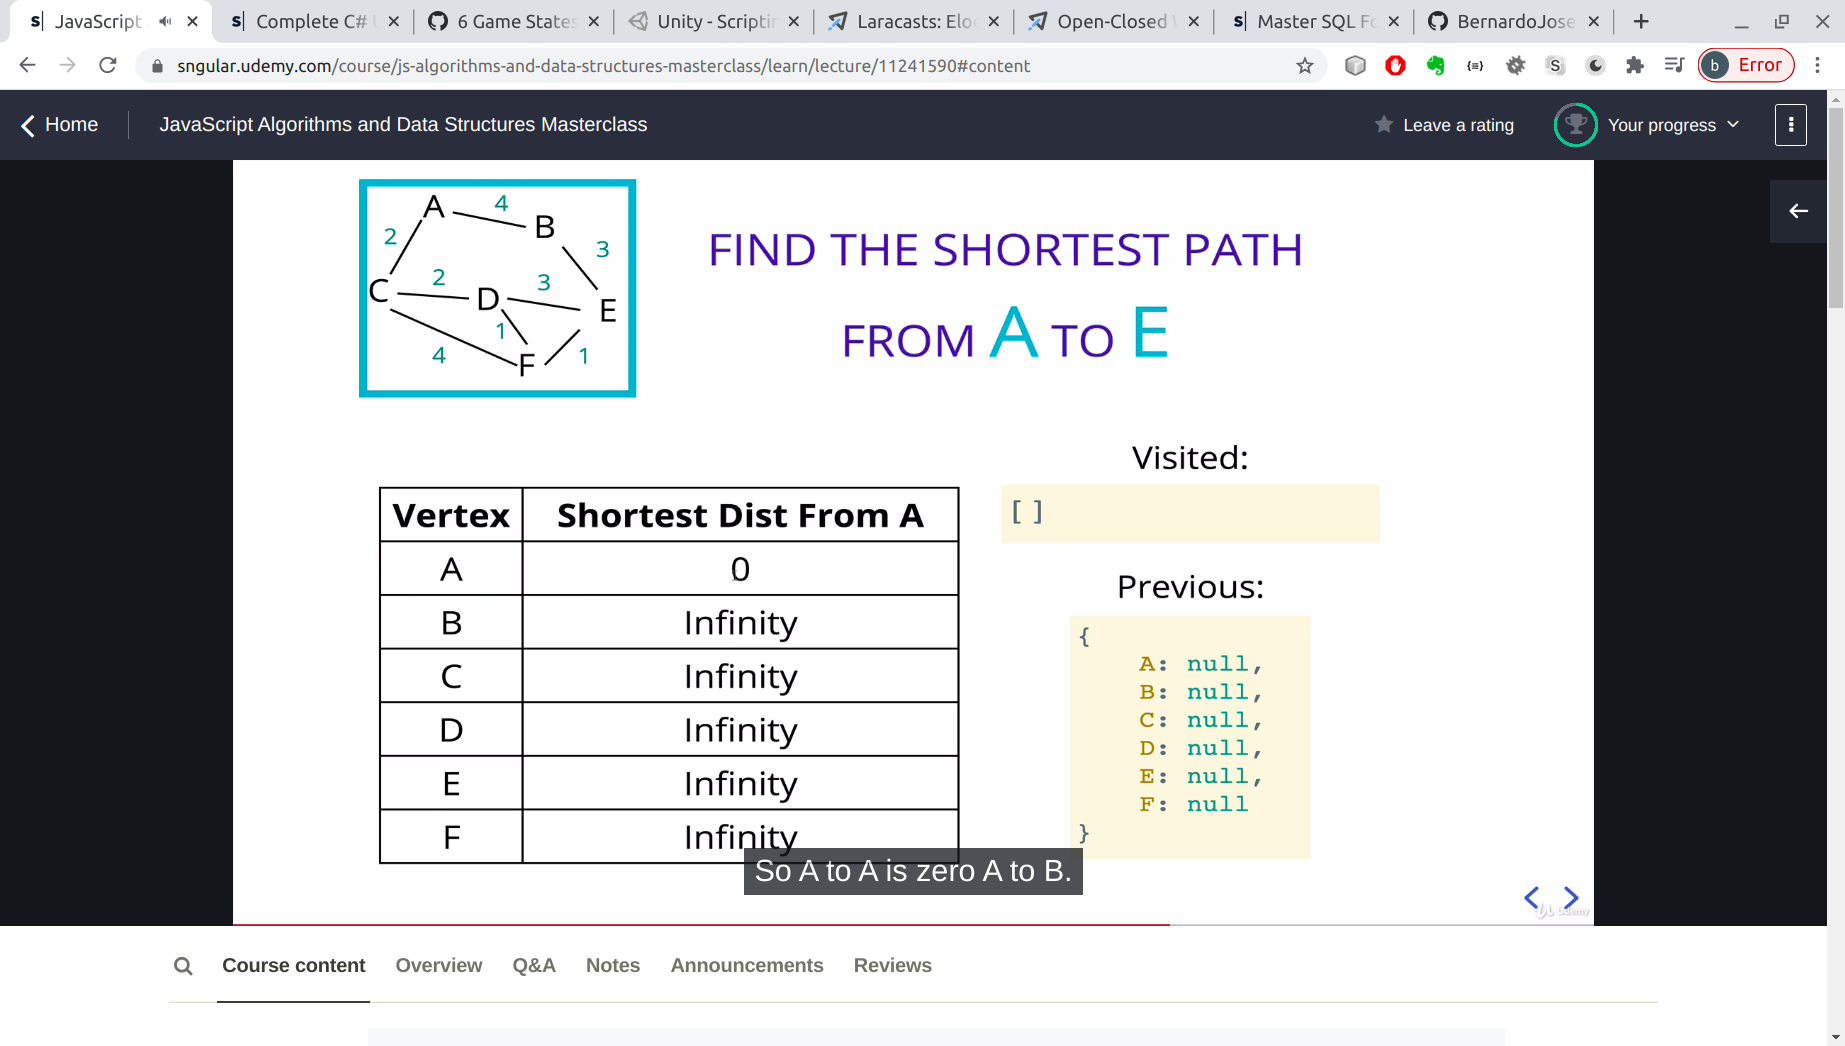 s| JavaScript
s| Complete C#
6 Game States
Unity - Scripti
Laracasts: Elo
Open-Closed
s| Master SQL Fo
BernardoJose
sngular.udemy.com/course/js-algorithms-and-data-structures-masterclass/learn/lecture/11241590#content
{=}
S
b Error
Home
JavaScript Algorithms and Data Structures Masterclass
Leave a rating
Your progress
A 4 B
2 3
C 2 D 3 E
1
4 F 1
FIND THE SHORTEST PATH
FROM A TO E
Vertex Shortest Dist From A
A 0
B Infinity
C Infinity
D Infinity
E Infinity
F Infinity
Visited:
[ ]
Previous:
{
A: null,
B: null,
C: null,
D: null,
E: null,
F: null
}
So A to A is zero A to B.
Udemy
Course content Overview Q&A Notes Announcements Reviews